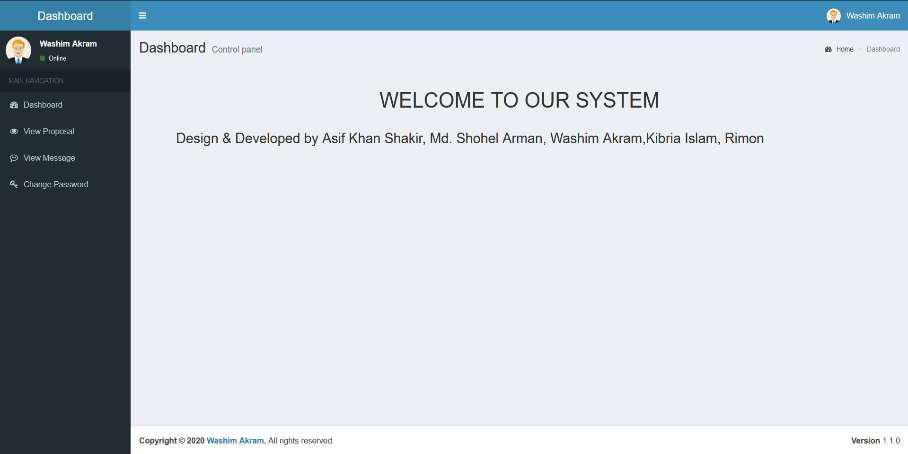 Dashboard
Washim Akram
Washim Akram
Online
MAIN NAVIGATION
Dashboard
View Proposal
View Message
Change Password
Dashboard Control panel
Home > Dashboard
WELCOME TO OUR SYSTEM
Design & Developed by Asif Khan Shakir, Md. Shohel Arman, Washim Akram,Kibria Islam, Rimon
Copyright © 2020 Washim Akram. All rights reserved.
Version 1.1.0